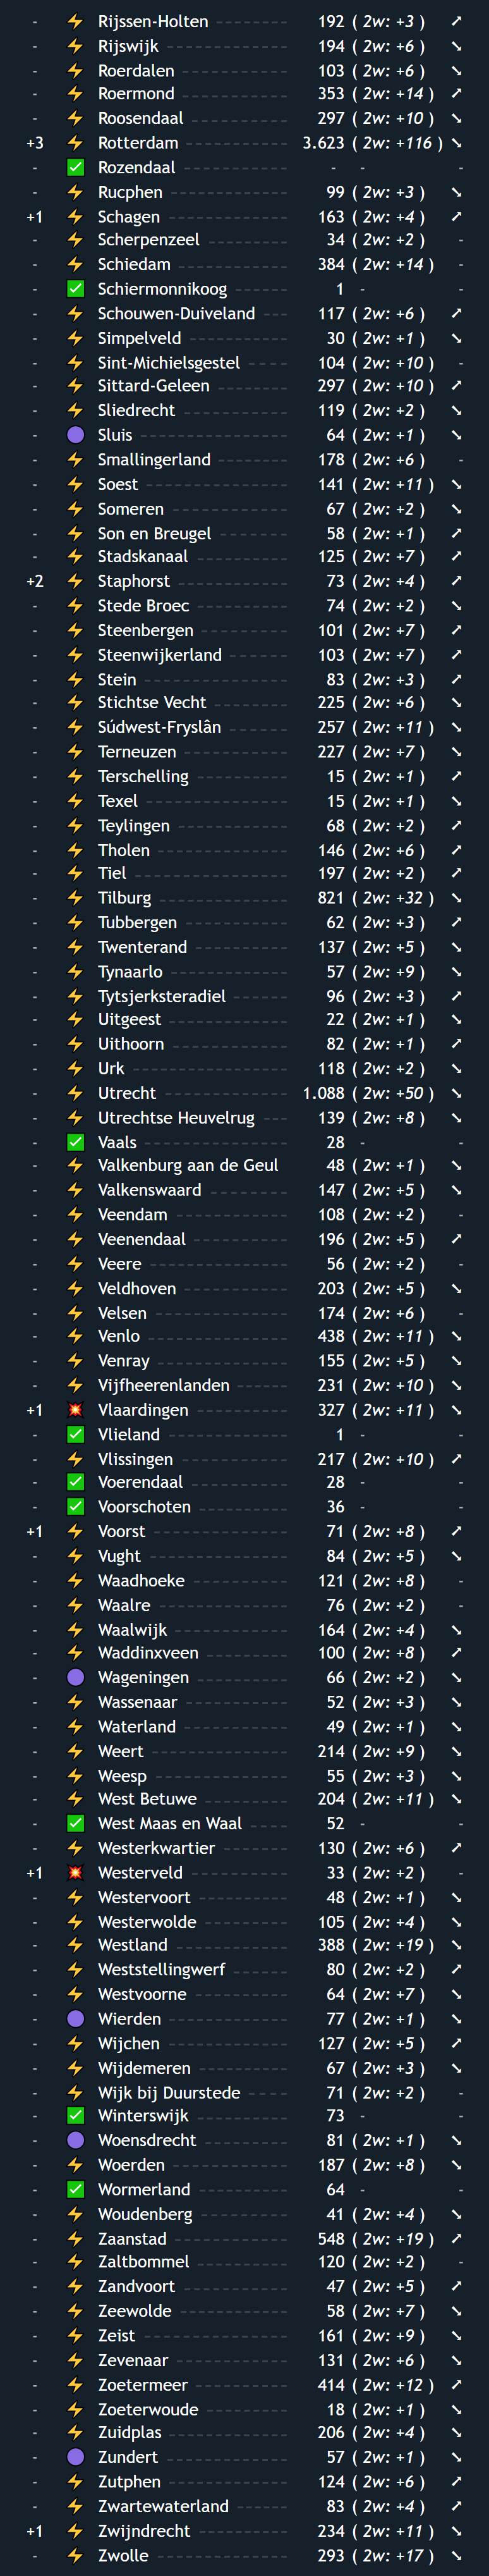 - ⚡ Rijssen-Holten 192 ( 2w: +3 ) ➚
- ⚡ Rijswijk 194 ( 2w: +6 ) ➘
- ⚡ Roerdalen 103 ( 2w: +6 ) ➘
- ⚡ Roermond 353 ( 2w: +14 ) ➚
- ⚡ Roosendaal 297 ( 2w: +10 ) ➘
+3 ⚡ Rotterdam 3.623 ( 2w: +116 ) ➘
- ✅ Rozendaal - - -
- ⚡ Rucphen 99 ( 2w: +3 ) ➘
+1 ⚡ Schagen 163 ( 2w: +4 ) ➚
- ⚡ Scherpenzeel 34 ( 2w: +2 ) -
- ⚡ Schiedam 384 ( 2w: +14 ) -
- ✅ Schiermonnikoog 1 - -
- ⚡ Schouwen-Duiveland 117 ( 2w: +6 ) ➚
- ⚡ Simpelveld 30 ( 2w: +1 ) ➘
- ⚡ Sint-Michielsgestel 104 ( 2w: +10 ) -
- ⚡ Sittard-Geleen 297 ( 2w: +10 ) ➚
- ⚡ Sliedrecht 119 ( 2w: +2 ) ➘
- 🟣 Sluis 64 ( 2w: +1 ) ➘
- ⚡ Smallingerland 178 ( 2w: +6 ) -
- ⚡ Soest 141 ( 2w: +11 ) ➘
- ⚡ Someren 67 ( 2w: +2 ) ➘
- ⚡ Son en Breugel 58 ( 2w: +1 ) ➚
- ⚡ Stadskanaal 125 ( 2w: +7 ) ➚
+2 ⚡ Staphorst 73 ( 2w: +4 ) ➚
- ⚡ Stede Broec 74 ( 2w: +2 ) ➘
- ⚡ Steenbergen 101 ( 2w: +7 ) ➚
- ⚡ Steenwijkerland 103 ( 2w: +7 ) ➚
- ⚡ Stein 83 ( 2w: +3 ) ➚
- ⚡ Stichtse Vecht 225 ( 2w: +6 ) ➘
- ⚡ Súdwest-Fryslân 257 ( 2w: +11 ) ➘
- ⚡ Terneuzen 227 ( 2w: +7 ) ➘
- ⚡ Terschelling 15 ( 2w: +1 ) ➚
- ⚡ Texel 15 ( 2w: +1 ) ➘
- ⚡ Teylingen 68 ( 2w: +2 ) ➚
- ⚡ Tholen 146 ( 2w: +6 ) ➚
- ⚡ Tiel 197 ( 2w: +2 ) ➚
- ⚡ Tilburg 821 ( 2w: +32 ) ➘
- ⚡ Tubbergen 62 ( 2w: +3 ) ➚
- ⚡ Twenterand 137 ( 2w: +5 ) ➘
- ⚡ Tynaarlo 57 ( 2w: +9 ) ➘
- ⚡ Tytsjerksteradiel 96 ( 2w: +3 ) ➚
- ⚡ Uitgeest 22 ( 2w: +1 ) ➘
- ⚡ Uithoorn 82 ( 2w: +1 ) ➚
- ⚡ Urk 118 ( 2w: +2 ) ➘
- ⚡ Utrecht 1.088 ( 2w: +50 ) ➘
- ⚡ Utrechtse Heuvelrug 139 ( 2w: +8 ) ➘
- ✅ Vaals 28 - -
- ⚡ Valkenburg aan de Geul 48 ( 2w: +1 ) ➘
- ⚡ Valkenswaard 147 ( 2w: +5 ) ➘
- ⚡ Veendam 108 ( 2w: +2 ) -
- ⚡ Veenendaal 196 ( 2w: +5 ) ➚
- ⚡ Veere 56 ( 2w: +2 ) -
- ⚡ Veldhoven 203 ( 2w: +5 ) ➘
- ⚡ Velsen 174 ( 2w: +6 ) -
- ⚡ Venlo 438 ( 2w: +11 ) ➘
- ⚡ Venray 155 ( 2w: +5 ) ➘
- ⚡ Vijfheerenlanden 231 ( 2w: +10 ) ➘
+1 💥 Vlaardingen 327 ( 2w: +11 ) ➘
- ✅ Vlieland 1 - -
- ⚡ Vlissingen 217 ( 2w: +10 ) ➚
- ✅ Voerendaal 28 - -
- ✅ Voorschoten 36 - -
+1 ⚡ Voorst 71 ( 2w: +8 ) ➚
- ⚡ Vught 84 ( 2w: +5 ) ➘
- ⚡ Waadhoeke 121 ( 2w: +8 ) -
- ⚡ Waalre 76 ( 2w: +2 ) -
- ⚡ Waalwijk 164 ( 2w: +4 ) ➘
- ⚡ Waddinxveen 100 ( 2w: +8 ) ➚
- 🟣 Wageningen 66 ( 2w: +2 ) ➘
- ⚡ Wassenaar 52 ( 2w: +3 ) ➘
- ⚡ Waterland 49 ( 2w: +1 ) ➘
- ⚡ Weert 214 ( 2w: +9 ) ➘
- ⚡ Weesp 55 ( 2w: +3 ) ➘
- ⚡ West Betuwe 204 ( 2w: +11 ) ➘
- ✅ West Maas en Waal 52 - -
- ⚡ Westerkwartier 130 ( 2w: +6 ) ➚
+1 💥 Westerveld 33 ( 2w: +2 ) -
- ⚡ Westervoort 48 ( 2w: +1 ) ➘
- ⚡ Westerwolde 105 ( 2w: +4 ) ➘
- ⚡ Westland 388 ( 2w: +19 ) ➘
- ⚡ Weststellingwerf 80 ( 2w: +2 ) ➚
- ⚡ Westvoorne 64 ( 2w: +7 ) ➘
- 🟣 Wierden 77 ( 2w: +1 ) ➘
- ⚡ Wijchen 127 ( 2w: +5 ) ➚
- ⚡ Wijdemeren 67 ( 2w: +3 ) ➘
- ⚡ Wijk bij Duurstede 71 ( 2w: +2 ) -
- ✅ Winterswijk 73 - -
- 🟣 Woensdrecht 81 ( 2w: +1 ) ➘
- ⚡ Woerden 187 ( 2w: +8 ) ➘
- ✅ Wormerland 64 - -
- ⚡ Woudenberg 41 ( 2w: +4 ) ➘
- ⚡ Zaanstad 548 ( 2w: +19 ) ➚
- ⚡ Zaltbommel 120 ( 2w: +2 ) -
- ⚡ Zandvoort 47 ( 2w: +5 ) ➚
- ⚡ Zeewolde 58 ( 2w: +7 ) ➘
- ⚡ Zeist 161 ( 2w: +9 ) ➘
- ⚡ Zevenaar 131 ( 2w: +6 ) ➘
- ⚡ Zoetermeer 414 ( 2w: +12 ) ➚
- ⚡ Zoeterwoude 18 ( 2w: +1 ) ➘
- ⚡ Zuidplas 206 ( 2w: +4 ) ➘
- 🟣 Zundert 57 ( 2w: +1 ) ➘
- ⚡ Zutphen 124 ( 2w: +6 ) ➚
- ⚡ Zwartewaterland 83 ( 2w: +4 ) ➚
+1 ⚡ Zwijndrecht 234 ( 2w: +11 ) ➘
- ⚡ Zwolle 293 ( 2w: +17 ) ➘